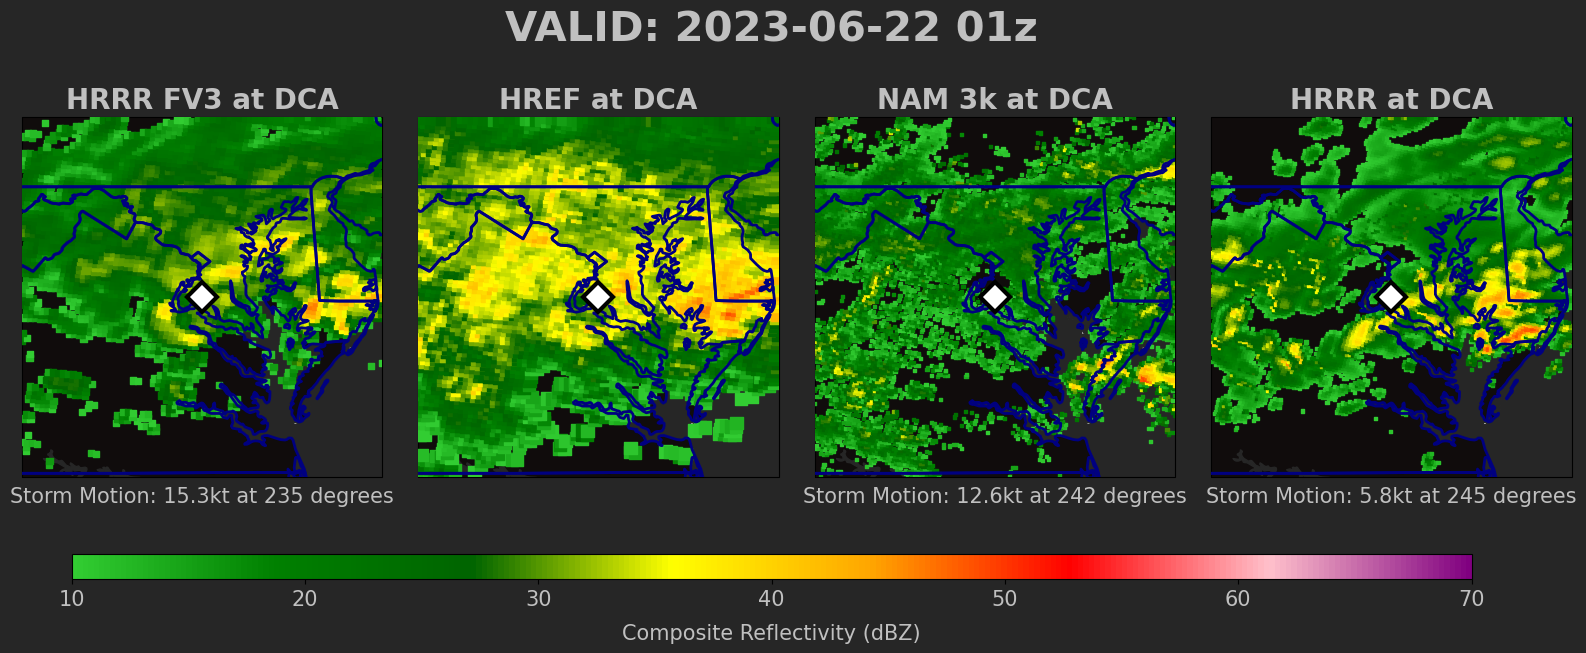 VALID: 2023-06-22 01z
HRRR FV3 at DCA
HREF at DCA
NAM 3k at DCA
HRRR at DCA
Storm Motion: 15.3kt at 235 degrees
Storm Motion: 12.6kt at 242 degrees
Storm Motion: 5.8kt at 245 degrees
10 20 30 40 50 60 70
Composite Reflectivity (dBZ)